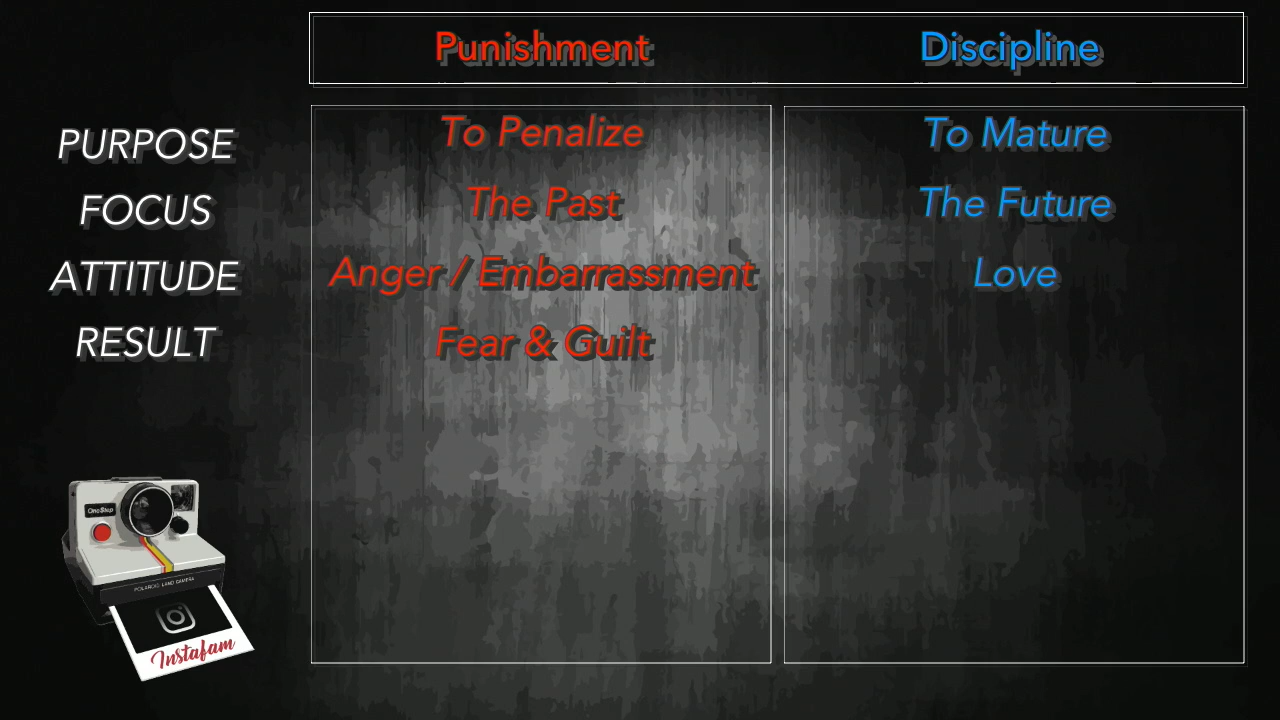 Punishment Discipline
PURPOSE To Penalize To Mature
FOCUS The Past The Future
ATTITUDE Anger / Embarrassment Love
RESULT Fear & Guilt
OneStep
POLAROID LAND CAMERA
Instafam